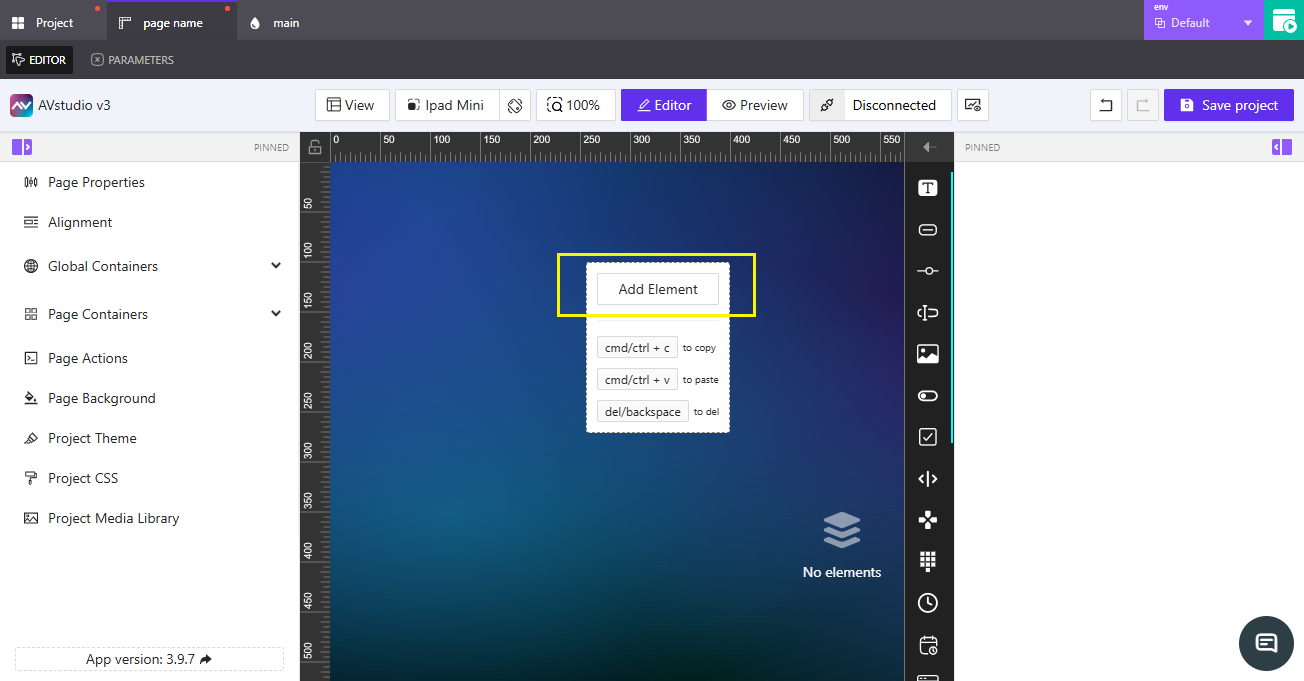 Project
page name
main
env
Default
EDITOR
PARAMETERS
AVstudio v3
View
Ipad Mini
100%
Editor
Preview
Disconnected
Save project
PINNED
0 50 100 150 200 250 300 350 400 450 500 550
PINNED
Page Properties
Alignment
Global Containers
Page Containers
Page Actions
Page Background
Project Theme
Project CSS
Project Media Library
App version: 3.9.7
50
100
150
200
250
300
350
400
450
500
Add Element
cmd/ctrl + c to copy
cmd/ctrl + v to paste
del/backspace to del
No elements
T